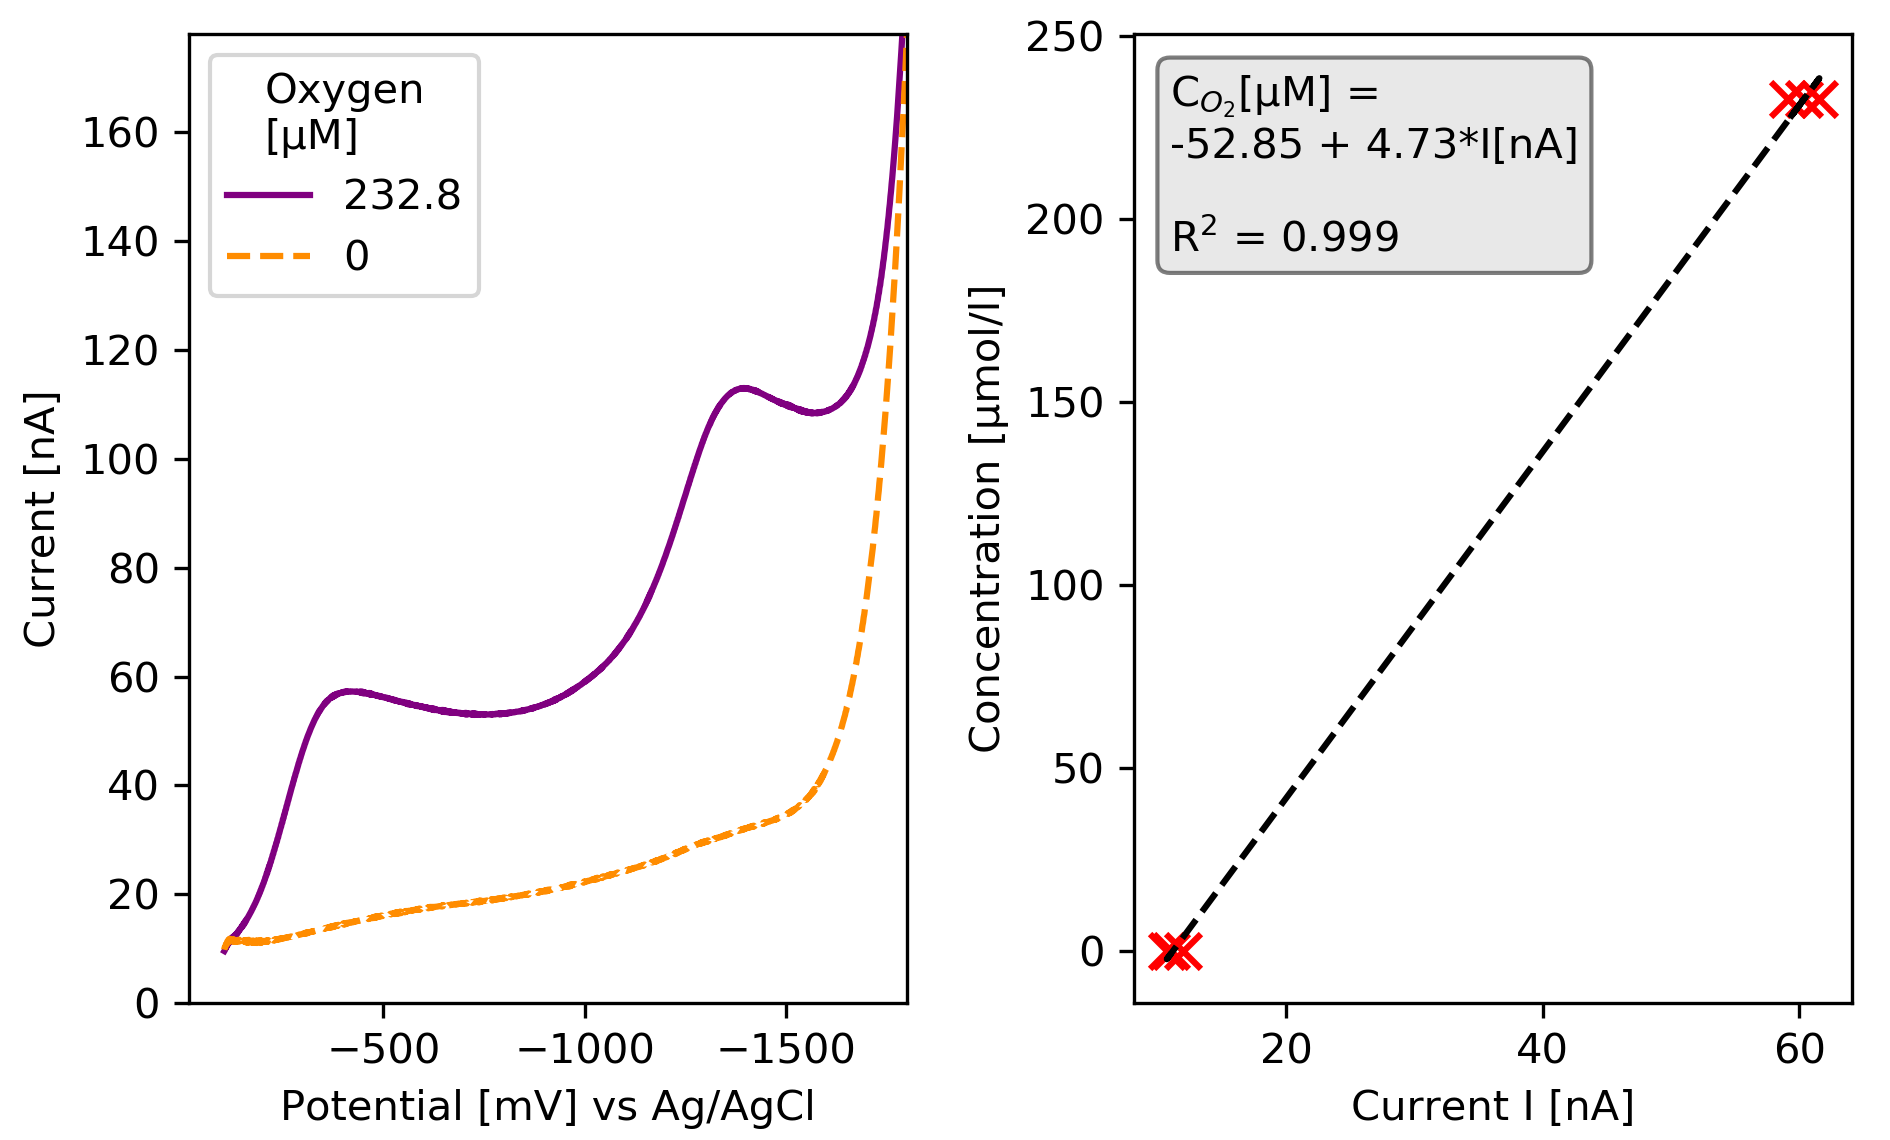 Oxygen
[µM]
232.8
0
160
140
120
100
80
60
40
20
0
Current [nA]
−500
−1000
−1500
Potential [mV] vs Ag/AgCl
C_{O_2}[µM] =
-52.85 + 4.73*I[nA]
R² = 0.999
250
200
150
100
50
0
Concentration [µmol/l]
20
40
60
Current I [nA]